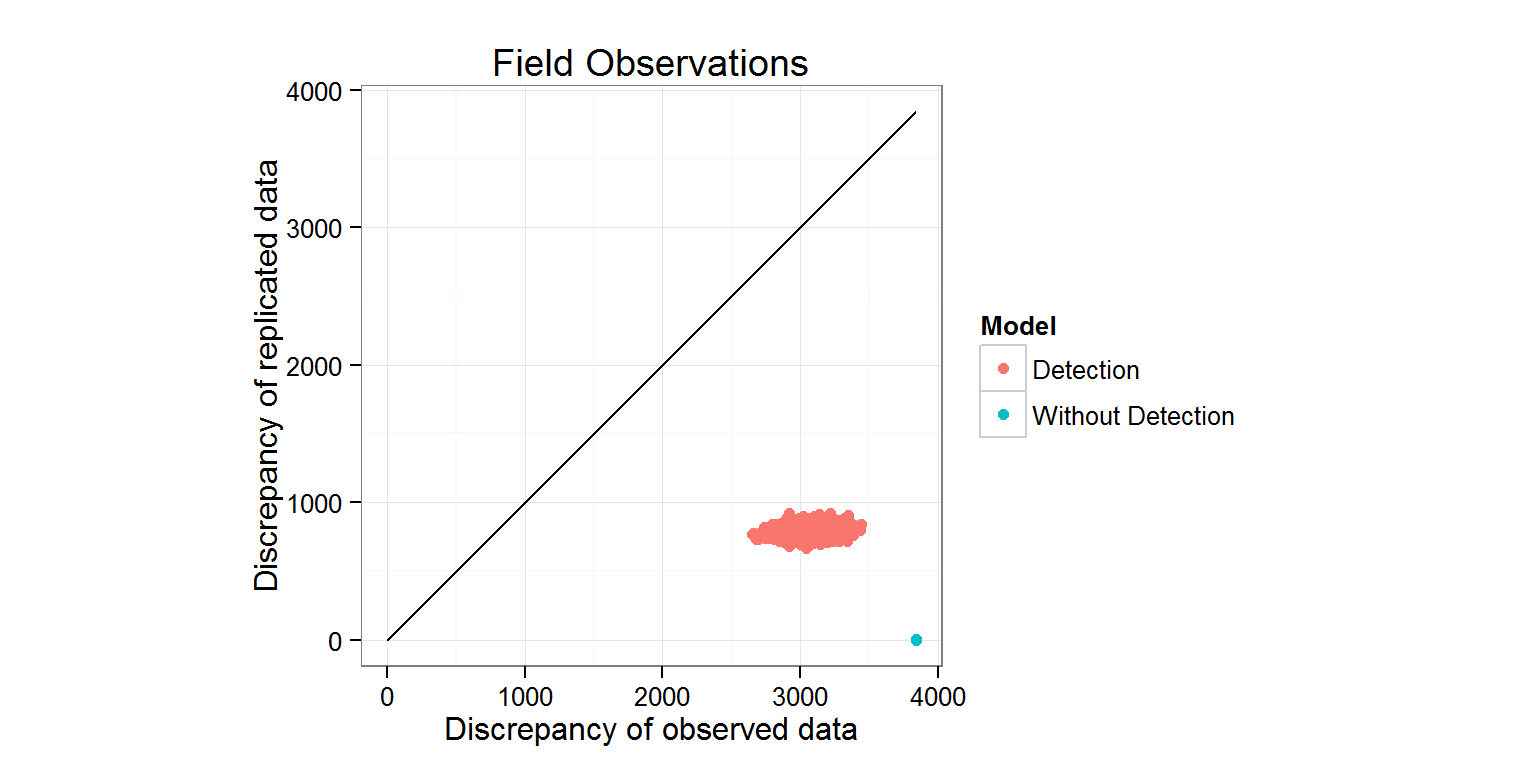 Field Observations
Discrepancy of replicated data
4000
3000
2000
1000
0
0 1000 2000 3000 4000
Discrepancy of observed data
Model
Detection
Without Detection